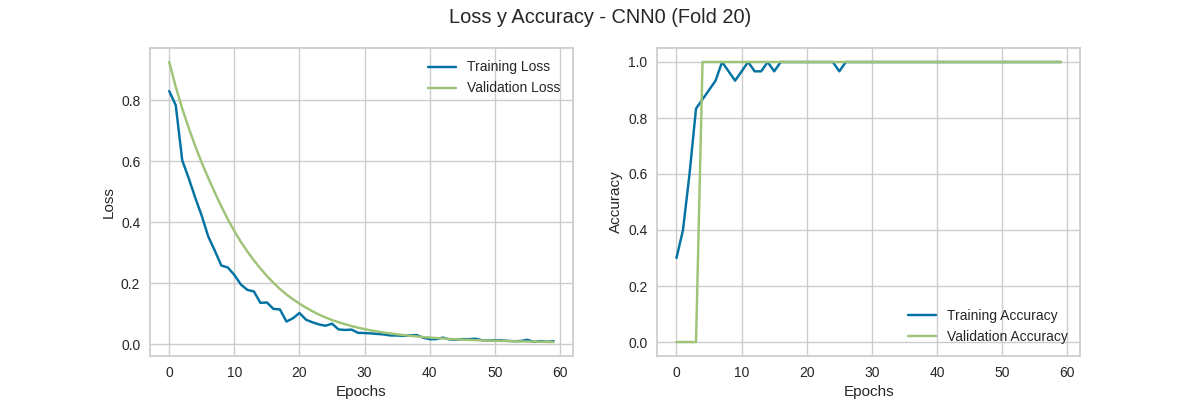 Loss y Accuracy - CNN0 (Fold 20)
Training Loss
Validation Loss
0.8
0.6
0.4
0.2
0.0
Loss
0
10
20
30
40
50
60
Epochs
1.0
0.8
0.6
0.4
0.2
0.0
Accuracy
Training Accuracy
Validation Accuracy
0
10
20
30
40
50
60
Epochs